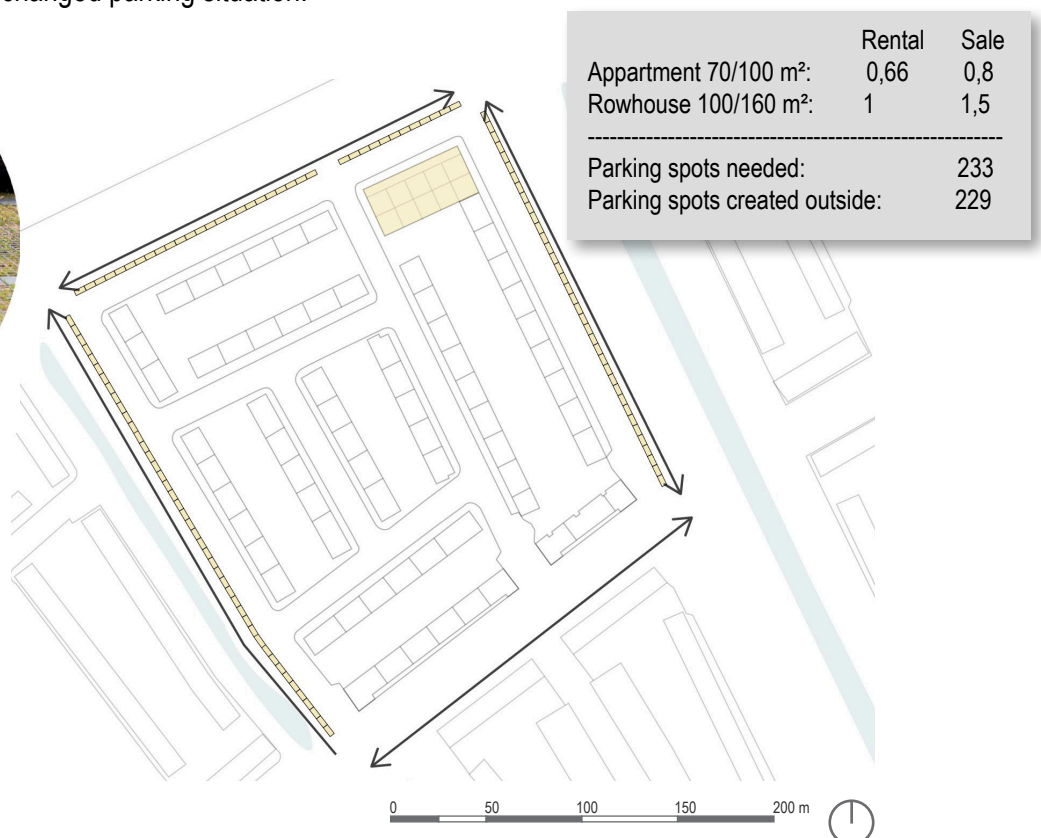 changed parking situation.
Rental Sale
Appartment 70/100 m²: 0,66 0,8
Rowhouse 100/160 m²: 1 1,5
---------------------------------------------------------
Parking spots needed: 233
Parking spots created outside: 229
0 50 100 150 200 m